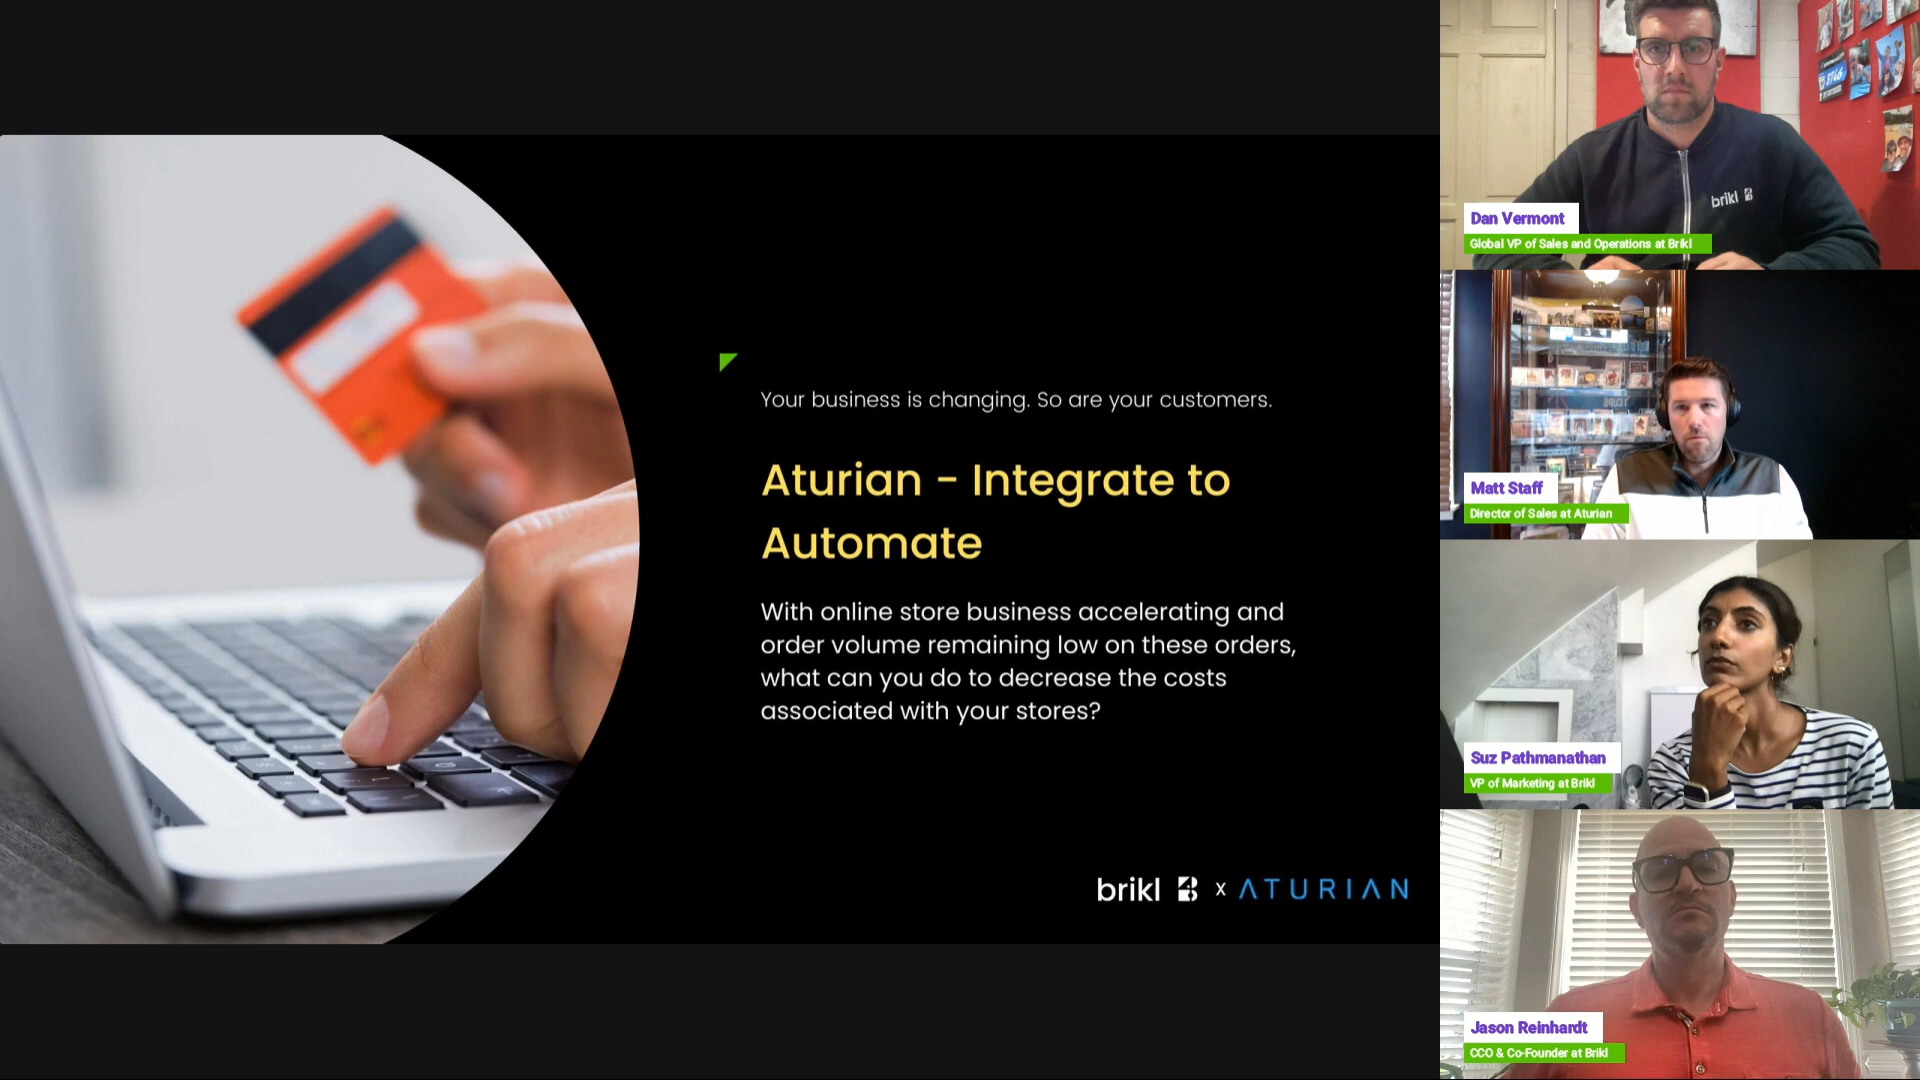 Your business is changing. So are your customers.
Aturian - Integrate to
Automate
With online store business accelerating and
order volume remaining low on these orders,
what can you do to decrease the costs
associated with your stores?
brikl x ATURIAN
brikl
Dan Vermont
Global VP of Sales and Operations at Brikl
Matt Staff
Director of Sales at Aturian
Suz Pathmanathan
VP of Marketing at Brikl
Jason Reinhardt
CCO & Co-Founder at Brikl